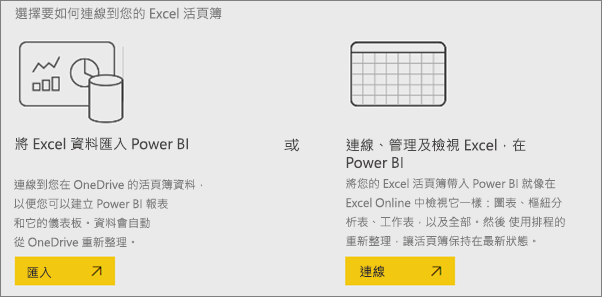 選擇要如何連線到您的 Excel 活頁簿
將 Excel 資料匯入 Power BI
連線到您在 OneDrive 的活頁簿資料，
以便您可以建立 Power BI 報表
和它的儀表板。資料會自動
從 OneDrive 重新整理。
匯入
或
連線、管理及檢視 Excel，在
Power BI
將您的 Excel 活頁簿帶入 Power BI 就像在
Excel Online 中檢視它一樣：圖表、樞紐分
析表、工作表，以及全部。然後 使用排程的
重新整理，讓活頁簿保持在最新狀態。
連線